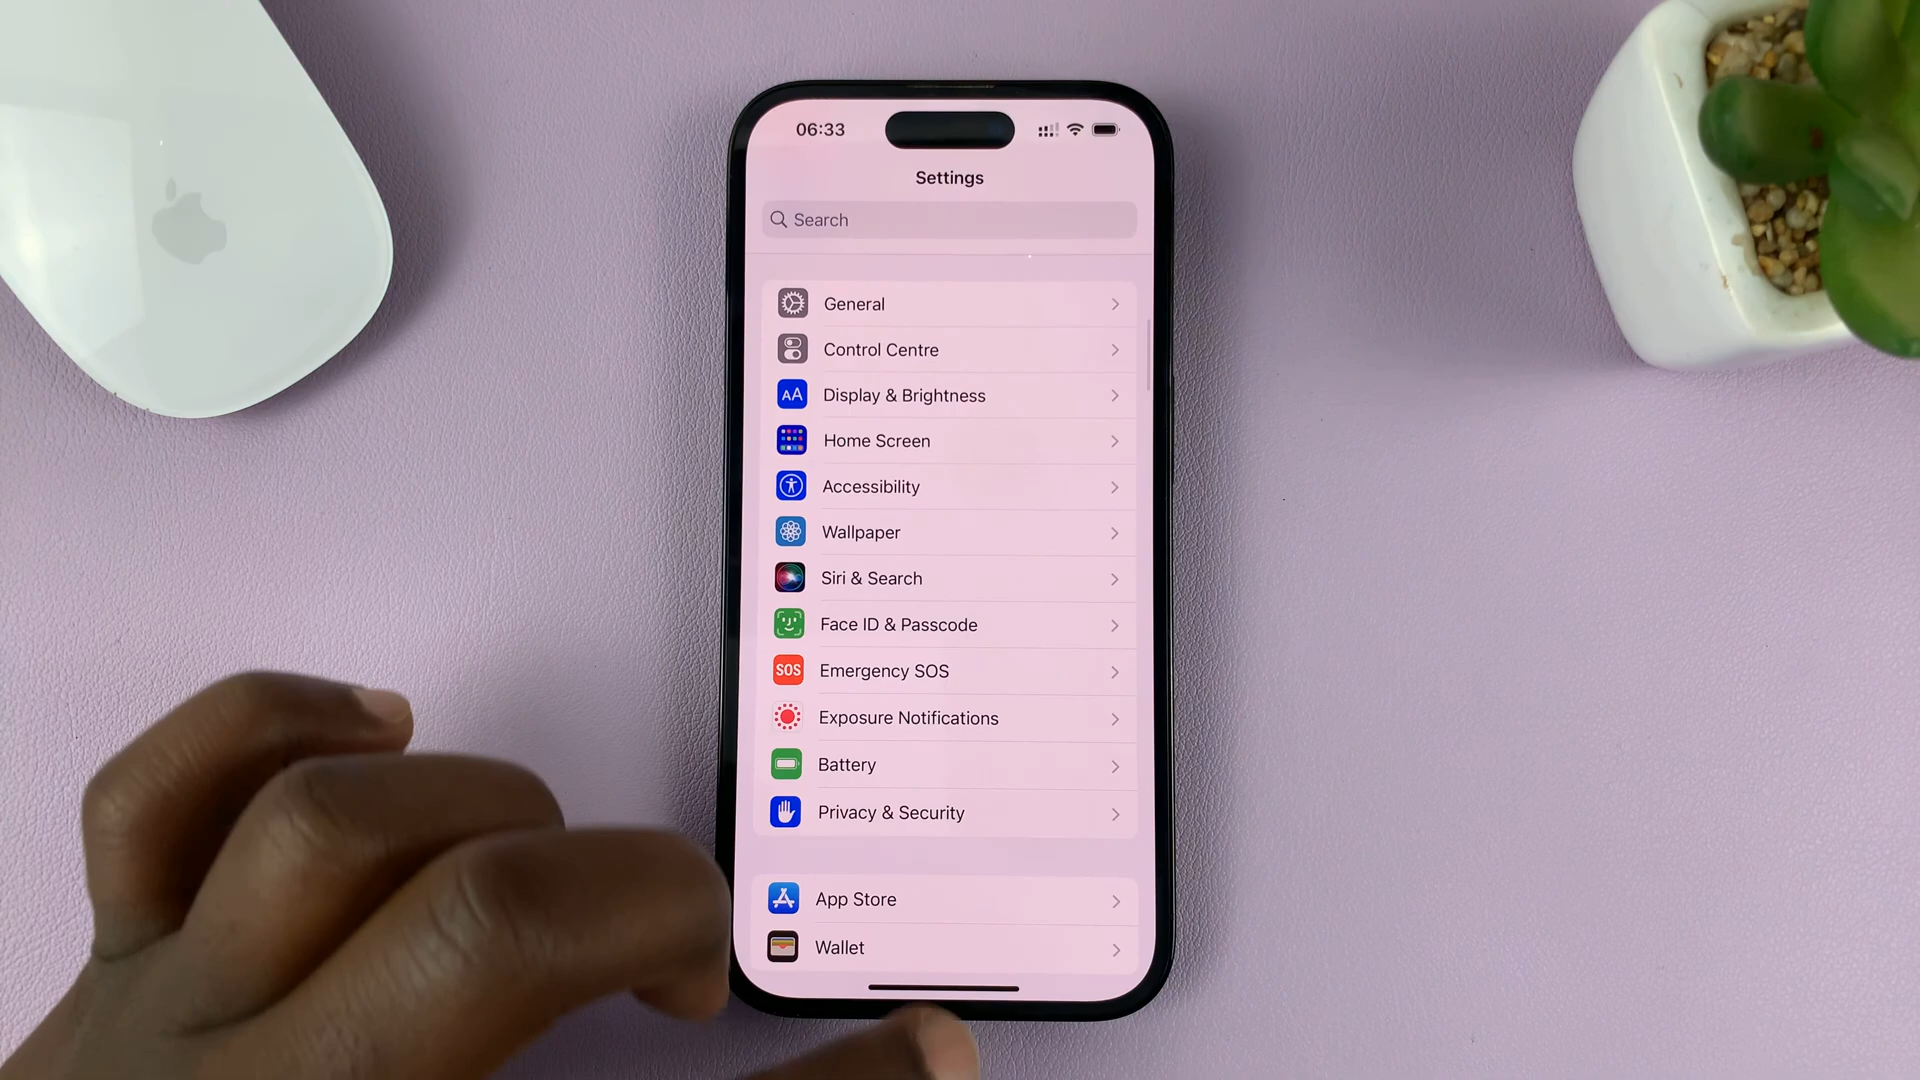 06:33
Settings
Search
General
Control Centre
AA Display & Brightness
Home Screen
Accessibility
Wallpaper
Siri & Search
Face ID & Passcode
SOS Emergency SOS
Exposure Notifications
Battery
Privacy & Security
App Store
Wallet